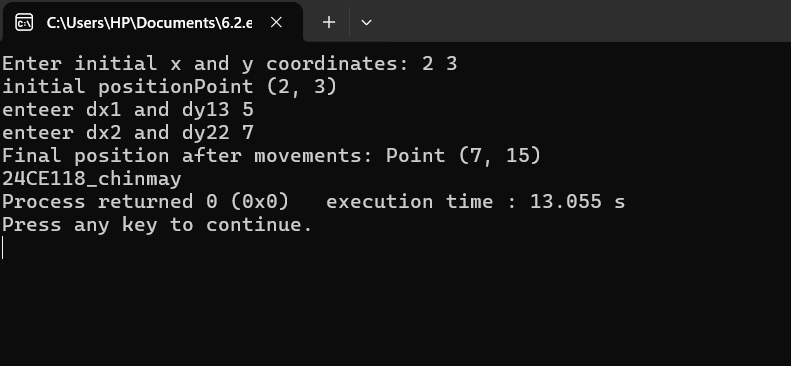 C:\Users\HP\Documents\6.2.e
Enter initial x and y coordinates: 2 3
initial positionPoint (2, 3)
enteer dx1 and dy13 5
enteer dx2 and dy22 7
Final position after movements: Point (7, 15)
24CE118_chinmay
Process returned 0 (0x0)   execution time : 13.055 s
Press any key to continue.